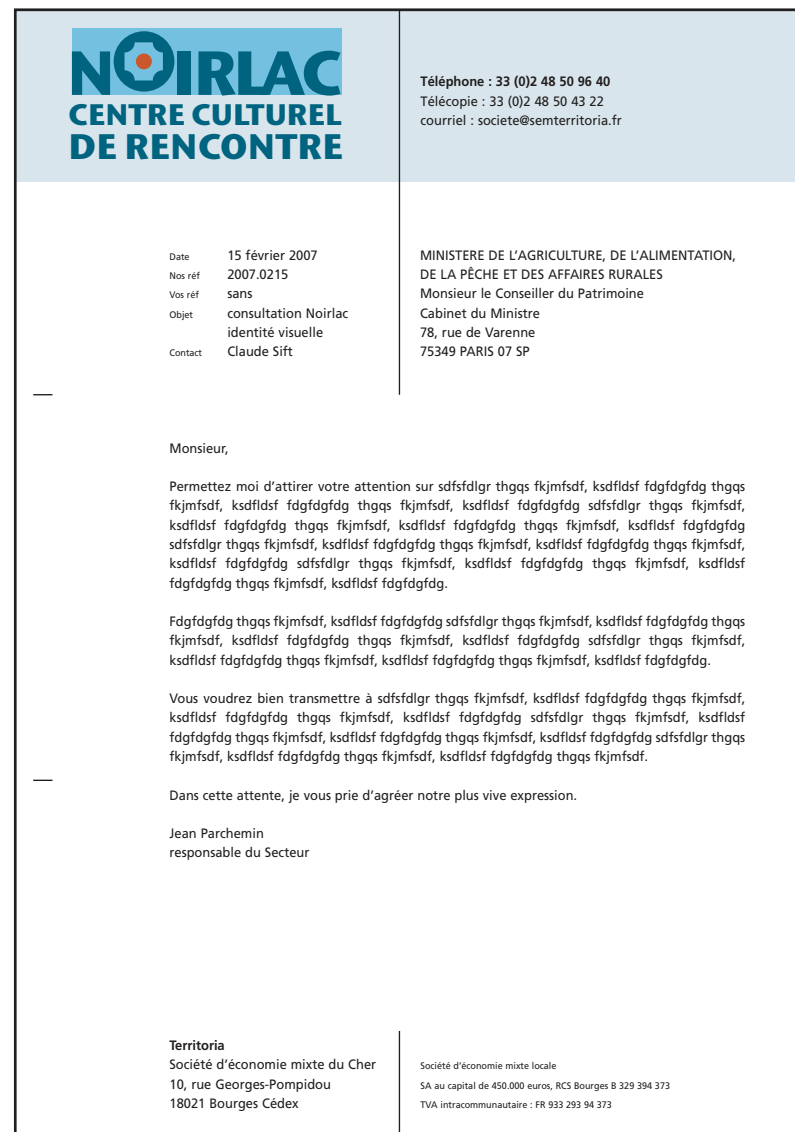 NOIRLAC
CENTRE CULTUREL
DE RENCONTRE
Téléphone : 33 (0)2 48 50 96 40
Télécopie : 33 (0)2 48 50 43 22
courriel : societe@semterritoria.fr
Date 15 février 2007
Nos réf 2007.0215
Vos réf sans
Objet consultation Noirlac
identité visuelle
Contact Claude Sift
MINISTERE DE L'AGRICULTURE, DE L'ALIMENTATION,
DE LA PÊCHE ET DES AFFAIRES RURALES
Monsieur le Conseiller du Patrimoine
Cabinet du Ministre
78, rue de Varenne
75349 PARIS 07 SP
Monsieur,
Permettez moi d'attirer votre attention sur sdfsfdlgr thgqs fkjmfsdf, ksdfldsf fdgfdgfdg thgqs
fkjmfsdf, ksdfldsf fdgfdgfdg thgqs fkjmfsdf, ksdfldsf fdgfdgfdg sdfsfdlgr thgqs fkjmfsdf,
ksdfldsf fdgfdgfdg thgqs fkjmfsdf, ksdfldsf fdgfdgfdg thgqs fkjmfsdf, ksdfldsf fdgfdgfdg
sdfsfdlgr thgqs fkjmfsdf, ksdfldsf fdgfdgfdg thgqs fkjmfsdf, ksdfldsf fdgfdgfdg thgqs fkjmfsdf,
ksdfldsf fdgfdgfdg sdfsfdlgr thgqs fkjmfsdf, ksdfldsf fdgfdgfdg thgqs fkjmfsdf, ksdfldsf
fdgfdgfdg thgqs fkjmfsdf, ksdfldsf fdgfdgfdg.
Fdgfdgfdg thgqs fkjmfsdf, ksdfldsf fdgfdgfdg sdfsfdlgr thgqs fkjmfsdf, ksdfldsf fdgfdgfdg thgqs
fkjmfsdf, ksdfldsf fdgfdgfdg thgqs fkjmfsdf, ksdfldsf fdgfdgfdg sdfsfdlgr thgqs fkjmfsdf,
ksdfldsf fdgfdgfdg thgqs fkjmfsdf, ksdfldsf fdgfdgfdg thgqs fkjmfsdf, ksdfldsf fdgfdgfdg.
Vous voudrez bien transmettre à sdfsfdlgr thgqs fkjmfsdf, ksdfldsf fdgfdgfdg thgqs fkjmfsdf,
ksdfldsf fdgfdgfdg thgqs fkjmfsdf, ksdfldsf fdgfdgfdg sdfsfdlgr thgqs fkjmfsdf, ksdfldsf
fdgfdgfdg thgqs fkjmfsdf, ksdfldsf fdgfdgfdg thgqs fkjmfsdf, ksdfldsf fdgfdgfdg sdfsfdlgr thgqs
fkjmfsdf, ksdfldsf fdgfdgfdg thgqs fkjmfsdf, ksdfldsf fdgfdgfdg thgqs fkjmfsdf.
Dans cette attente, je vous prie d'agréer notre plus vive expression.
Jean Parchemin
responsable du Secteur
Territoria
Société d'économie mixte du Cher
10, rue Georges-Pompidou
18021 Bourges Cédex
Société d'économie mixte locale
SA au capital de 450.000 euros, RCS Bourges B 329 394 373
TVA intracommunautaire : FR 933 293 94 373